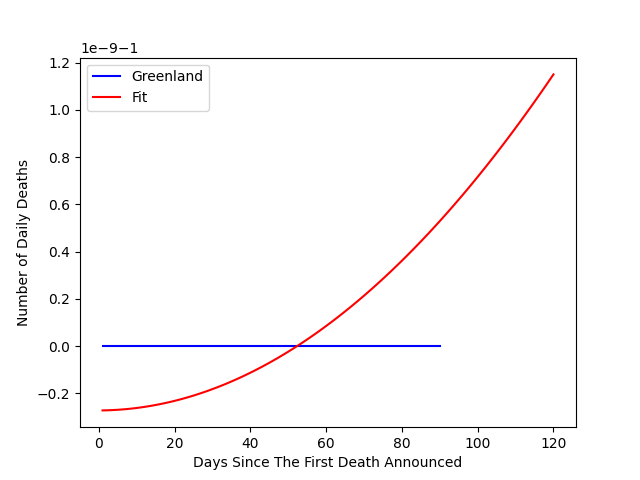 1e−9−1
1.2
1.0
0.8
0.6
0.4
0.2
0.0
−0.2
Number of Daily Deaths
Greenland
Fit
0 20 40 60 80 100 120
Days Since The First Death Announced